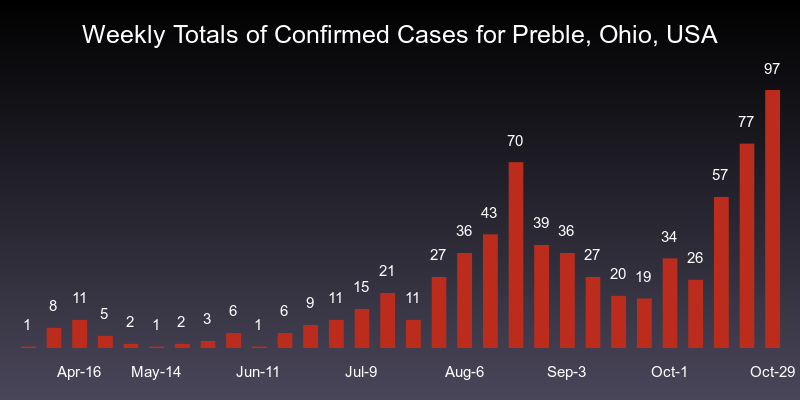 Weekly Totals of Confirmed Cases for Preble, Ohio, USA
1 8 11 5 2 1 2 3 6 1 6 9 11 15 21 11 27 36 43 70 39 36 27 20 19 34 26 57 77 97
Apr-16 May-14 Jun-11 Jul-9 Aug-6 Sep-3 Oct-1 Oct-29